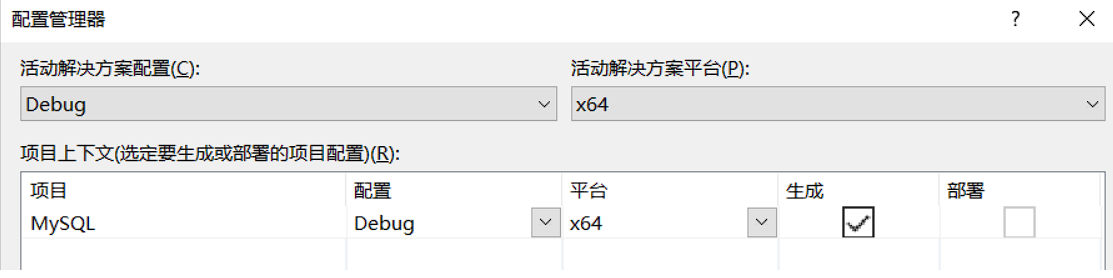 配置管理器
活动解决方案配置(C): 活动解决方案平台(P):
Debug x64
项目上下文(选定要生成或部署的项目配置)(R):
项目 配置 平台 生成 部署
MySQL Debug x64